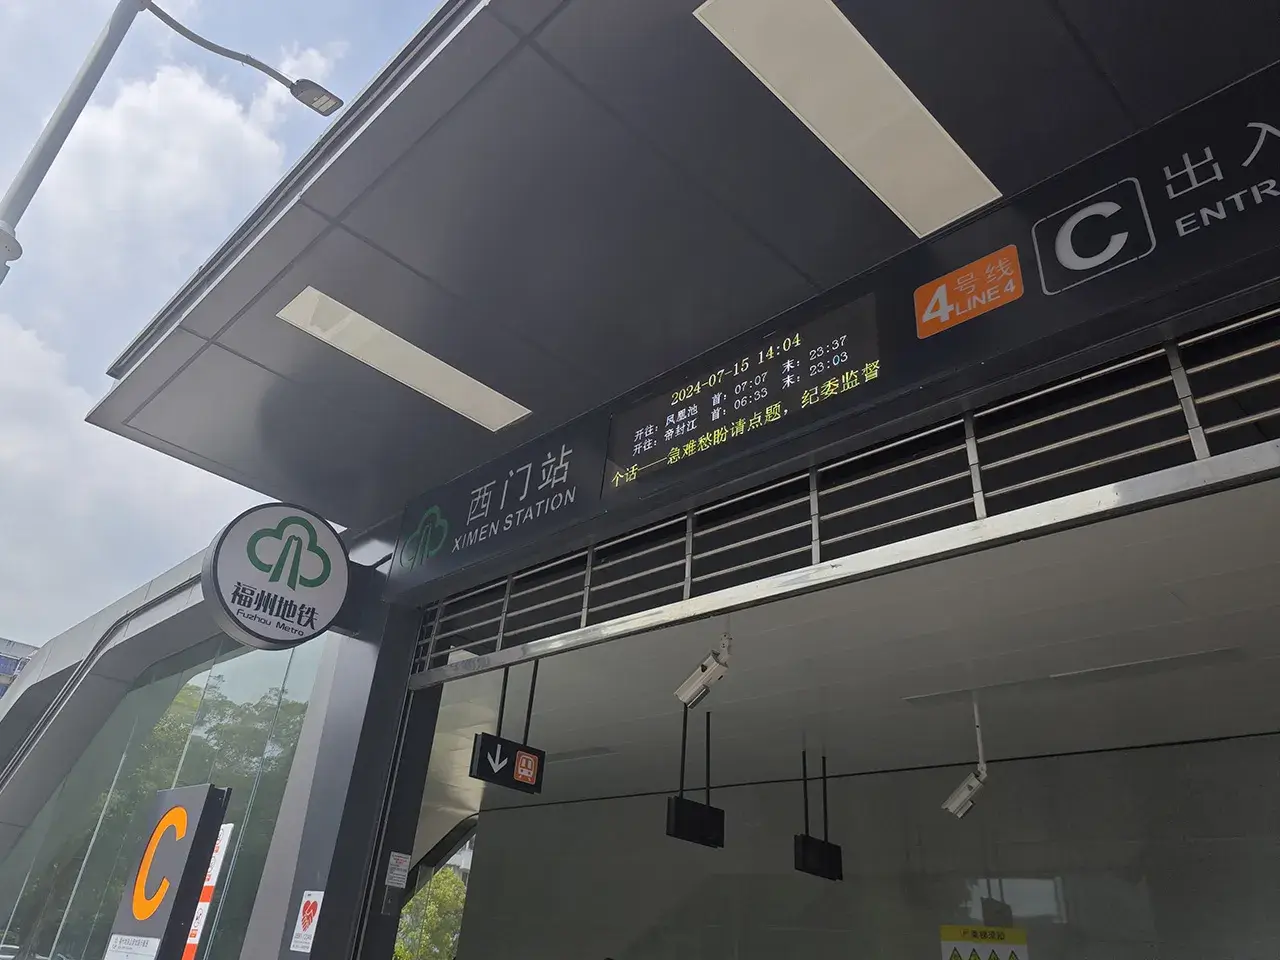 C 出入
ENTR
4号线
LINE 4
2024-07-15 14:04
开往：凤凰池 首：07:07 末：23:37
开往：帝封江 首：06:33 末：23:03
个话——急难愁盼请点题，纪委监督
西门站
XIMEN STATION
福州地铁
Fuzhou Metro
C